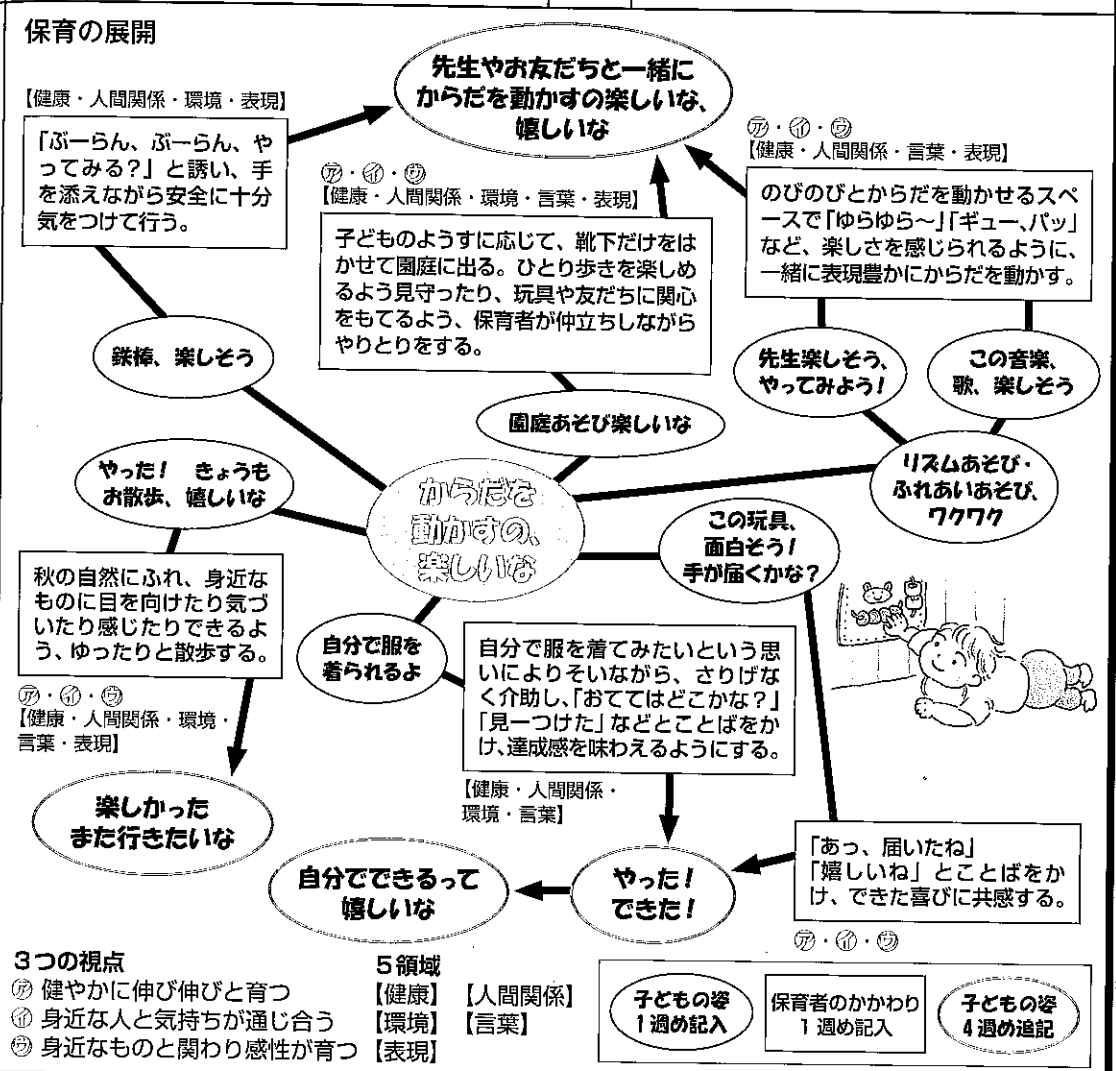 保育の展開
先生やお友だちと一緒に
からだを動かすの楽しいな、
嬉しいな
【健康・人間関係・環境・表現】
「ぶーらん、ぶーらん、や
ってみる?」と誘い、手
を添えながら安全に十分
気をつけて行う。
㋐・㋑・㋒
【健康・人間関係・環境・言葉・表現】
子どものようすに応じて、靴下だけをは
かせて園庭に出る。ひとり歩きを楽しめ
るよう見守ったり、玩具や友だちに関心
をもてるよう、保育者が仲立ちしながら
やりとりをする。
㋐・㋑・㋒
【健康・人間関係・言葉・表現】
のびのびとからだを動かせるスペ
ースで「ゆらゆら~」「ギュー、パッ」
など、楽しさを感じられるように、
一緒に表現豊かにからだを動かす。
鉄棒、楽しそう
園庭あそび楽しいな
先生楽しそう、
やってみよう!
この音楽、
歌、楽しそう
やった! きょうも
お散歩、嬉しいな
からだを
動かすの、
楽しいな
この玩具、
面白そう!
手が届くかな?
リズムあそび・
ふれあいあそび、
ワクワク
秋の自然にふれ、身近な
ものに目を向けたり気づ
いたり感じたりできるよ
う、ゆったりと散歩する。
㋐・㋑・㋒
【健康・人間関係・環境・
言葉・表現】
自分で服を
着られるよ
自分で服を着てみたいという思
いによりそいながら、さりげな
く介助し、「おててはどこかな?」
「見一つけた」などとことばをか
け、達成感を味わえるようにする。
【健康・人間関係・
環境・言葉】
楽しかった
また行きたいな
自分でできるって
嬉しいな
やった!
できた!
「あっ、届いたね」
「嬉しいね」とことばをか
け、できた喜びに共感する。
㋐・㋑・㋒
3つの視点
㋐ 健やかに伸び伸びと育つ
㋑ 身近な人と気持ちが通じ合う
㋒ 身近なものと関わり感性が育つ
5領域
【健康】 【人間関係】
【環境】 【言葉】
【表現】
子どもの姿
1週め記入
保育者のかかわり
1週め記入
子どもの姿
4週め追記